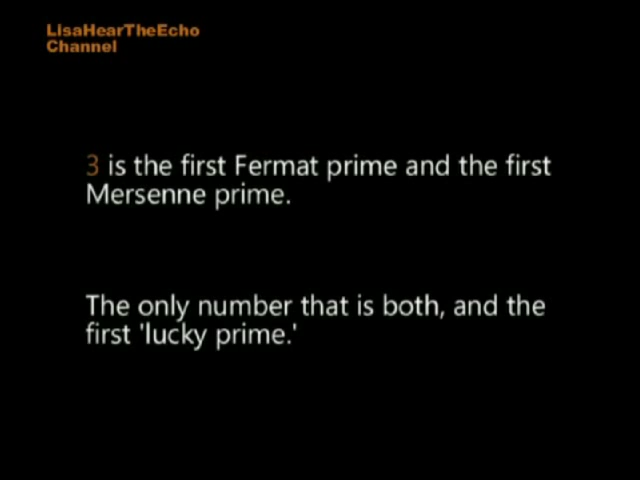 LisaHearTheEcho
Channel
3 is the first Fermat prime and the first
Mersenne prime.
The only number that is both, and the
first 'lucky prime.'